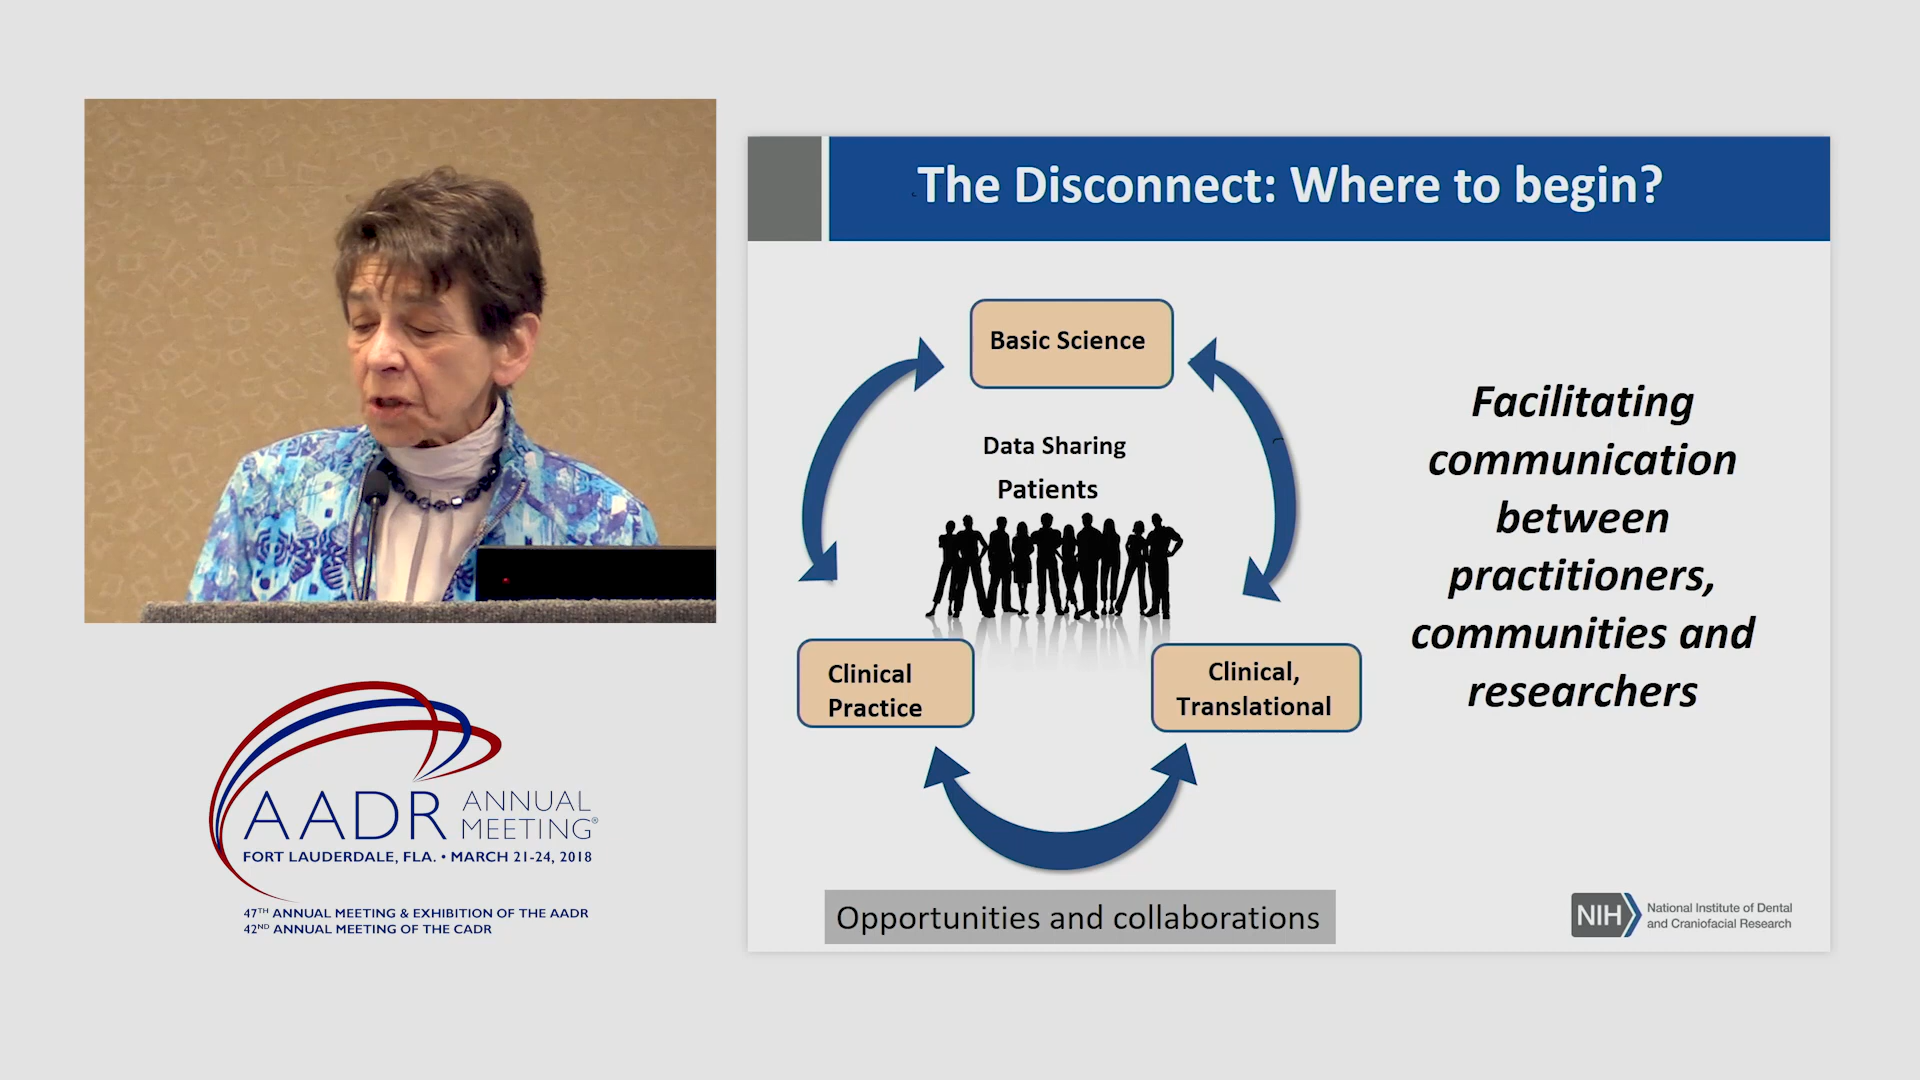 The Disconnect: Where to begin?
Basic Science
Data Sharing
Patients
Clinical
Practice
Clinical,
Translational
Facilitating
communication
between
practitioners,
communities and
researchers
Opportunities and collaborations
NIH
National Institute of Dental
and Craniofacial Research
AADR
ANNUAL
MEETING®
FORT LAUDERDALE, FLA. • MARCH 21-24, 2018
47TH ANNUAL MEETING & EXHIBITION OF THE AADR
42ND ANNUAL MEETING OF THE CADR